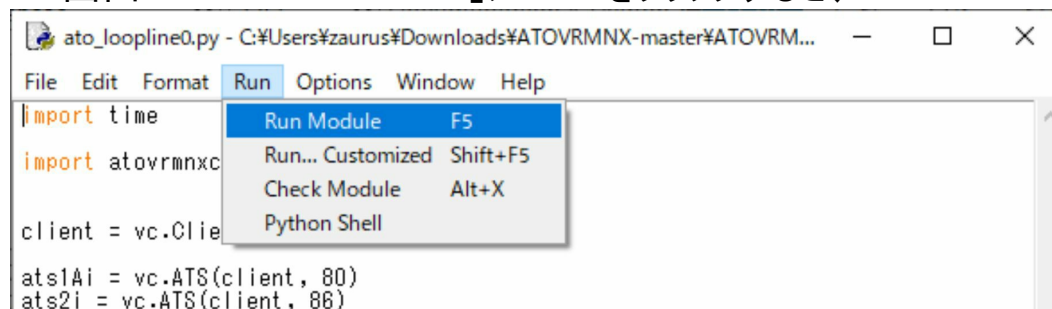 ato_loopline0.py - C:¥Users¥zaurus¥Downloads¥ATOVRMNX-master¥ATOVRM...
File Edit Format Run Options Window Help
import time
Run Module F5
import atovrmnxc
Run... Customized Shift+F5
Check Module Alt+X
client = vc.Clie
Python Shell
ats1Ai = vc.ATS(client, 80)
ats2i = vc.ATS(client, 86)